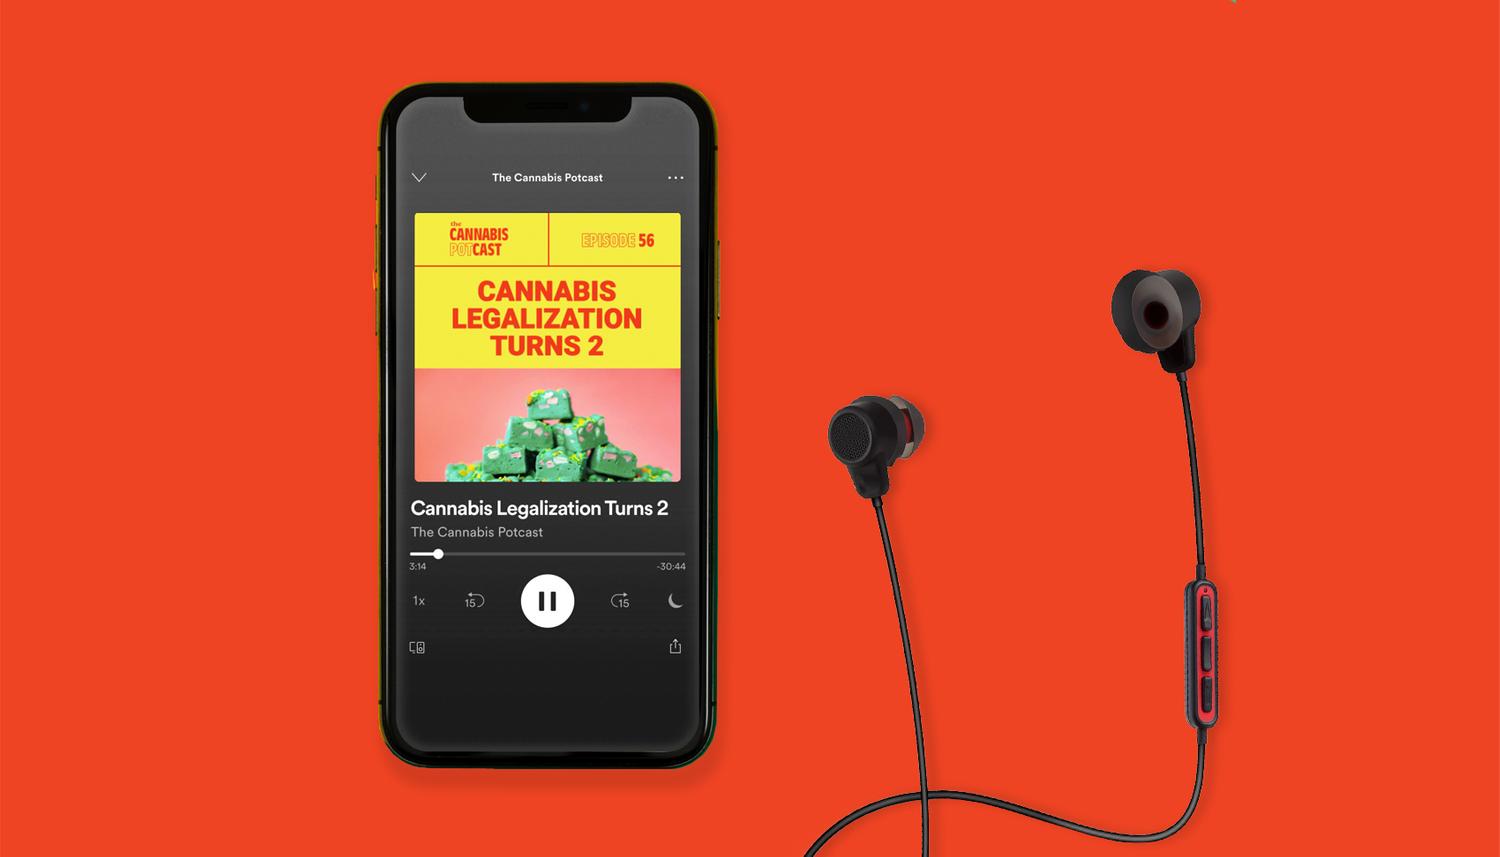 The Cannabis Potcast
the
CANNABIS
POTCAST
EPISODE 56
CANNABIS
LEGALIZATION
TURNS 2
Cannabis Legalization Turns 2
The Cannabis Potcast
3:14
-30:44
1x
15
15